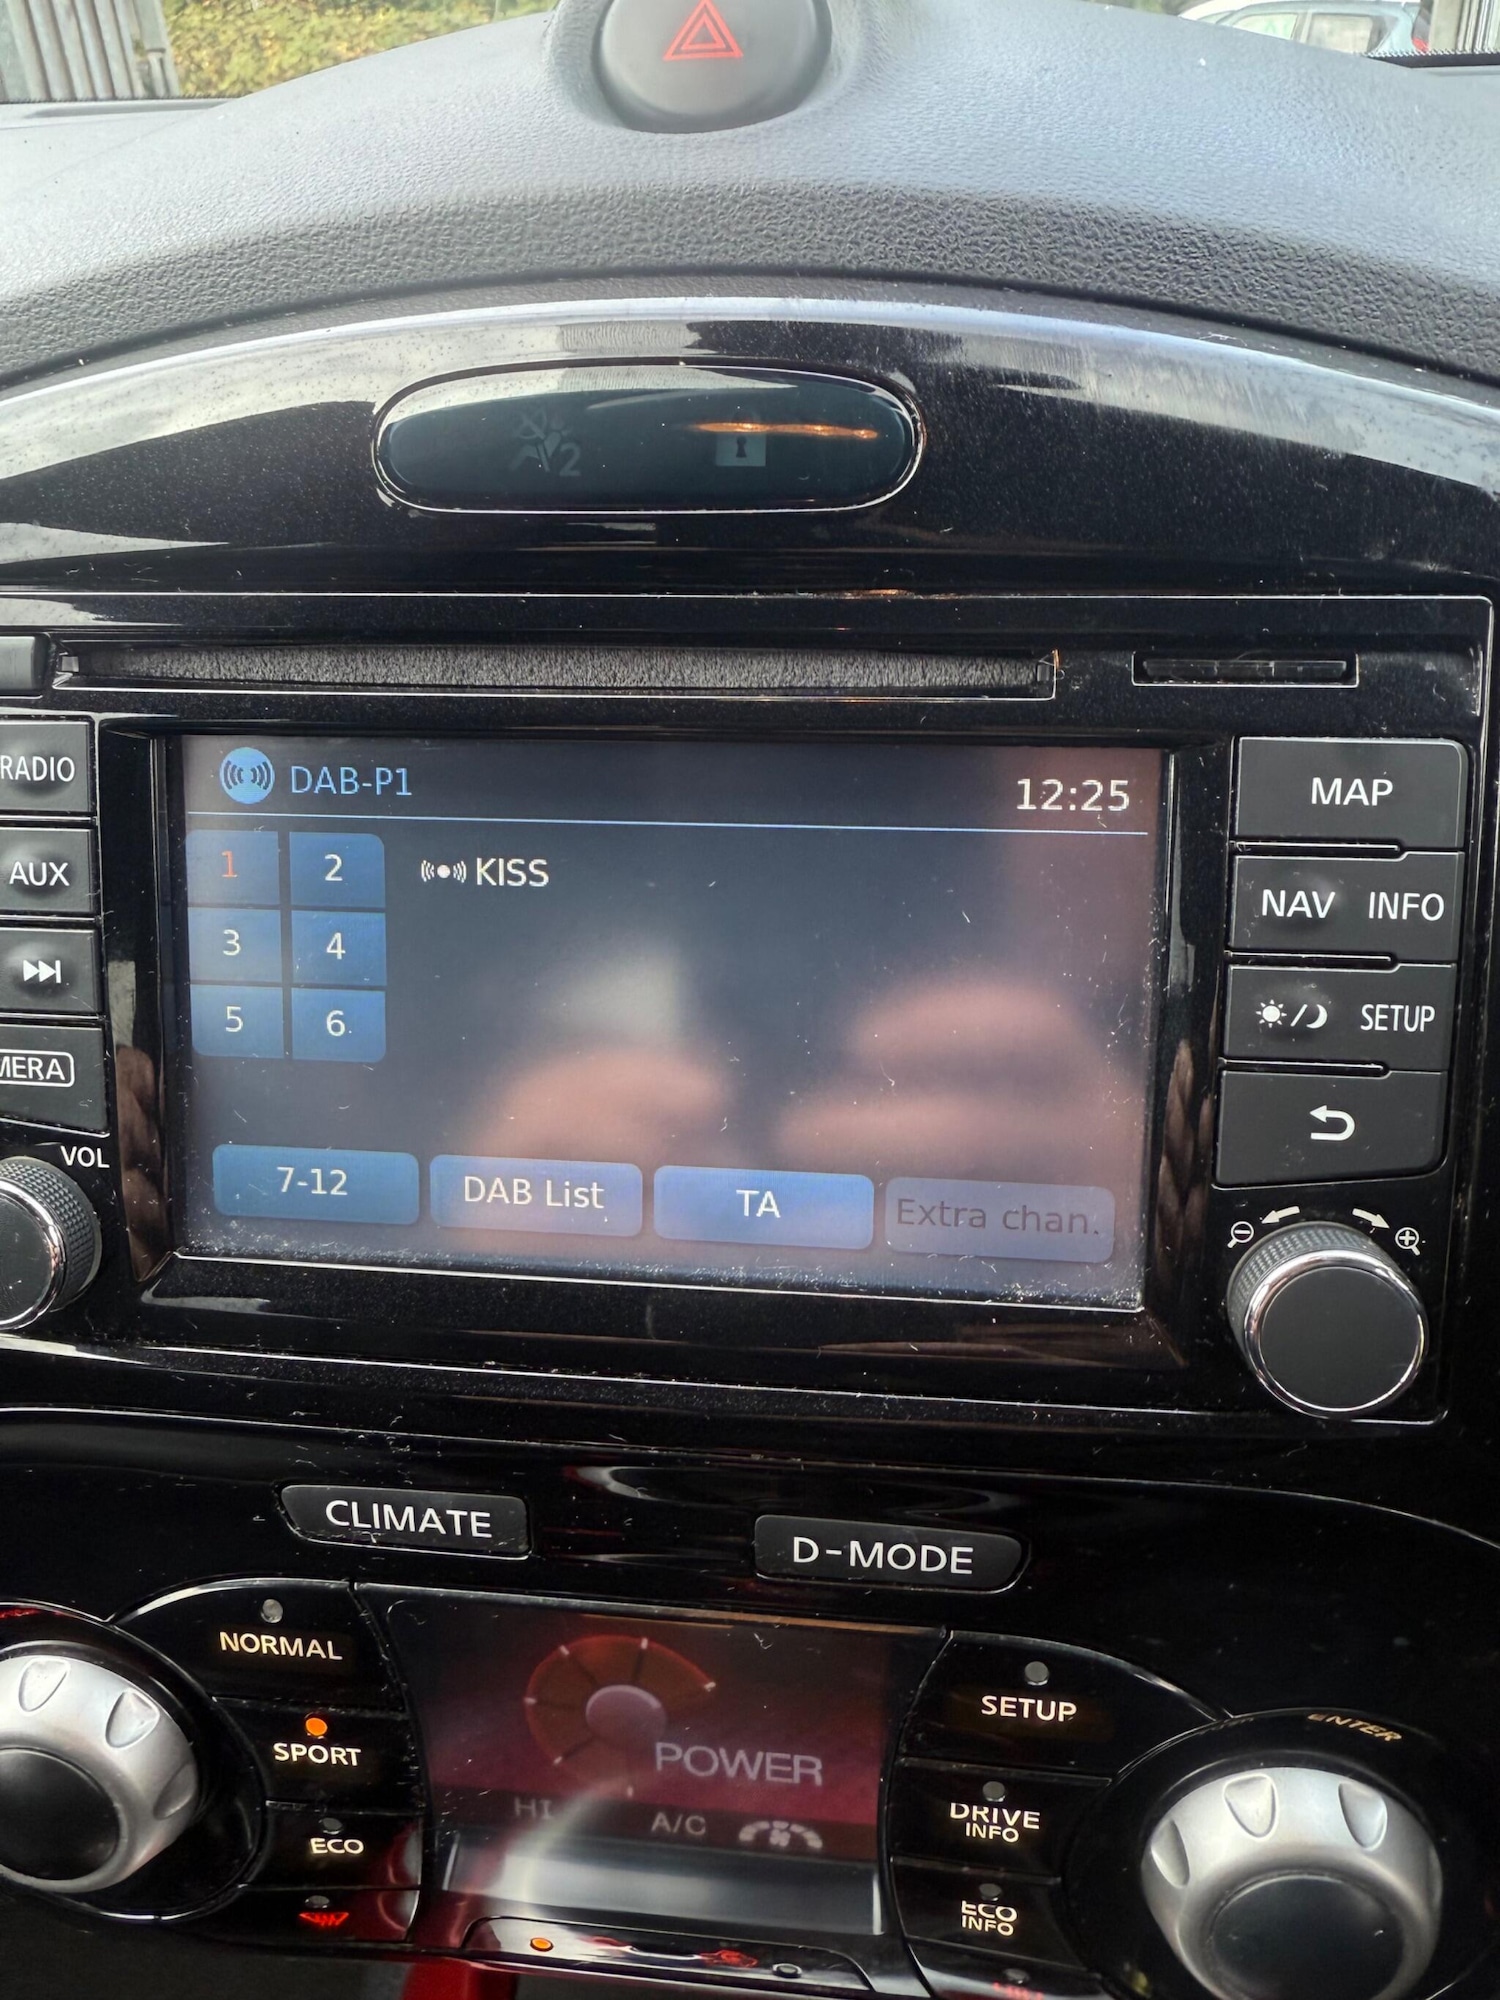 2
DAB-P1
12:25
RADIO
AUX
MERA
VOL
1 2
3 4
5 6
KISS
7-12
DAB List
TA
Extra chan.
MAP
NAV INFO
SETUP
CLIMATE
D-MODE
NORMAL
SPORT
ECO
POWER
HI
A/C
SETUP
DRIVE
INFO
ECO
INFO
ENTER